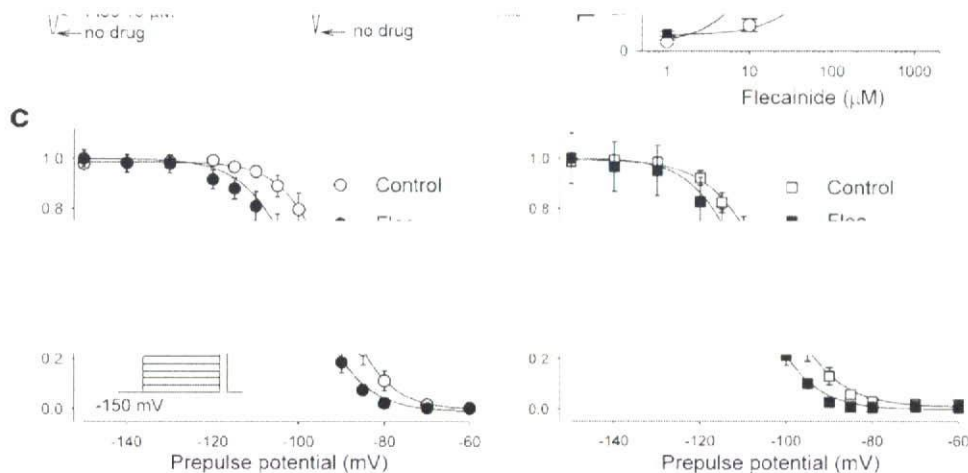 no drug
no drug
0
1 10 100 1000
Flecainide (μM)
C
1.0
0.8
Control
0.2
0.0
-150 mV
-140 -120 -100 -80 -60
Prepulse potential (mV)
1.0
0.8
Control
0.2
0.0
-140 -120 -100 -80 -60
Prepulse potential (mV)